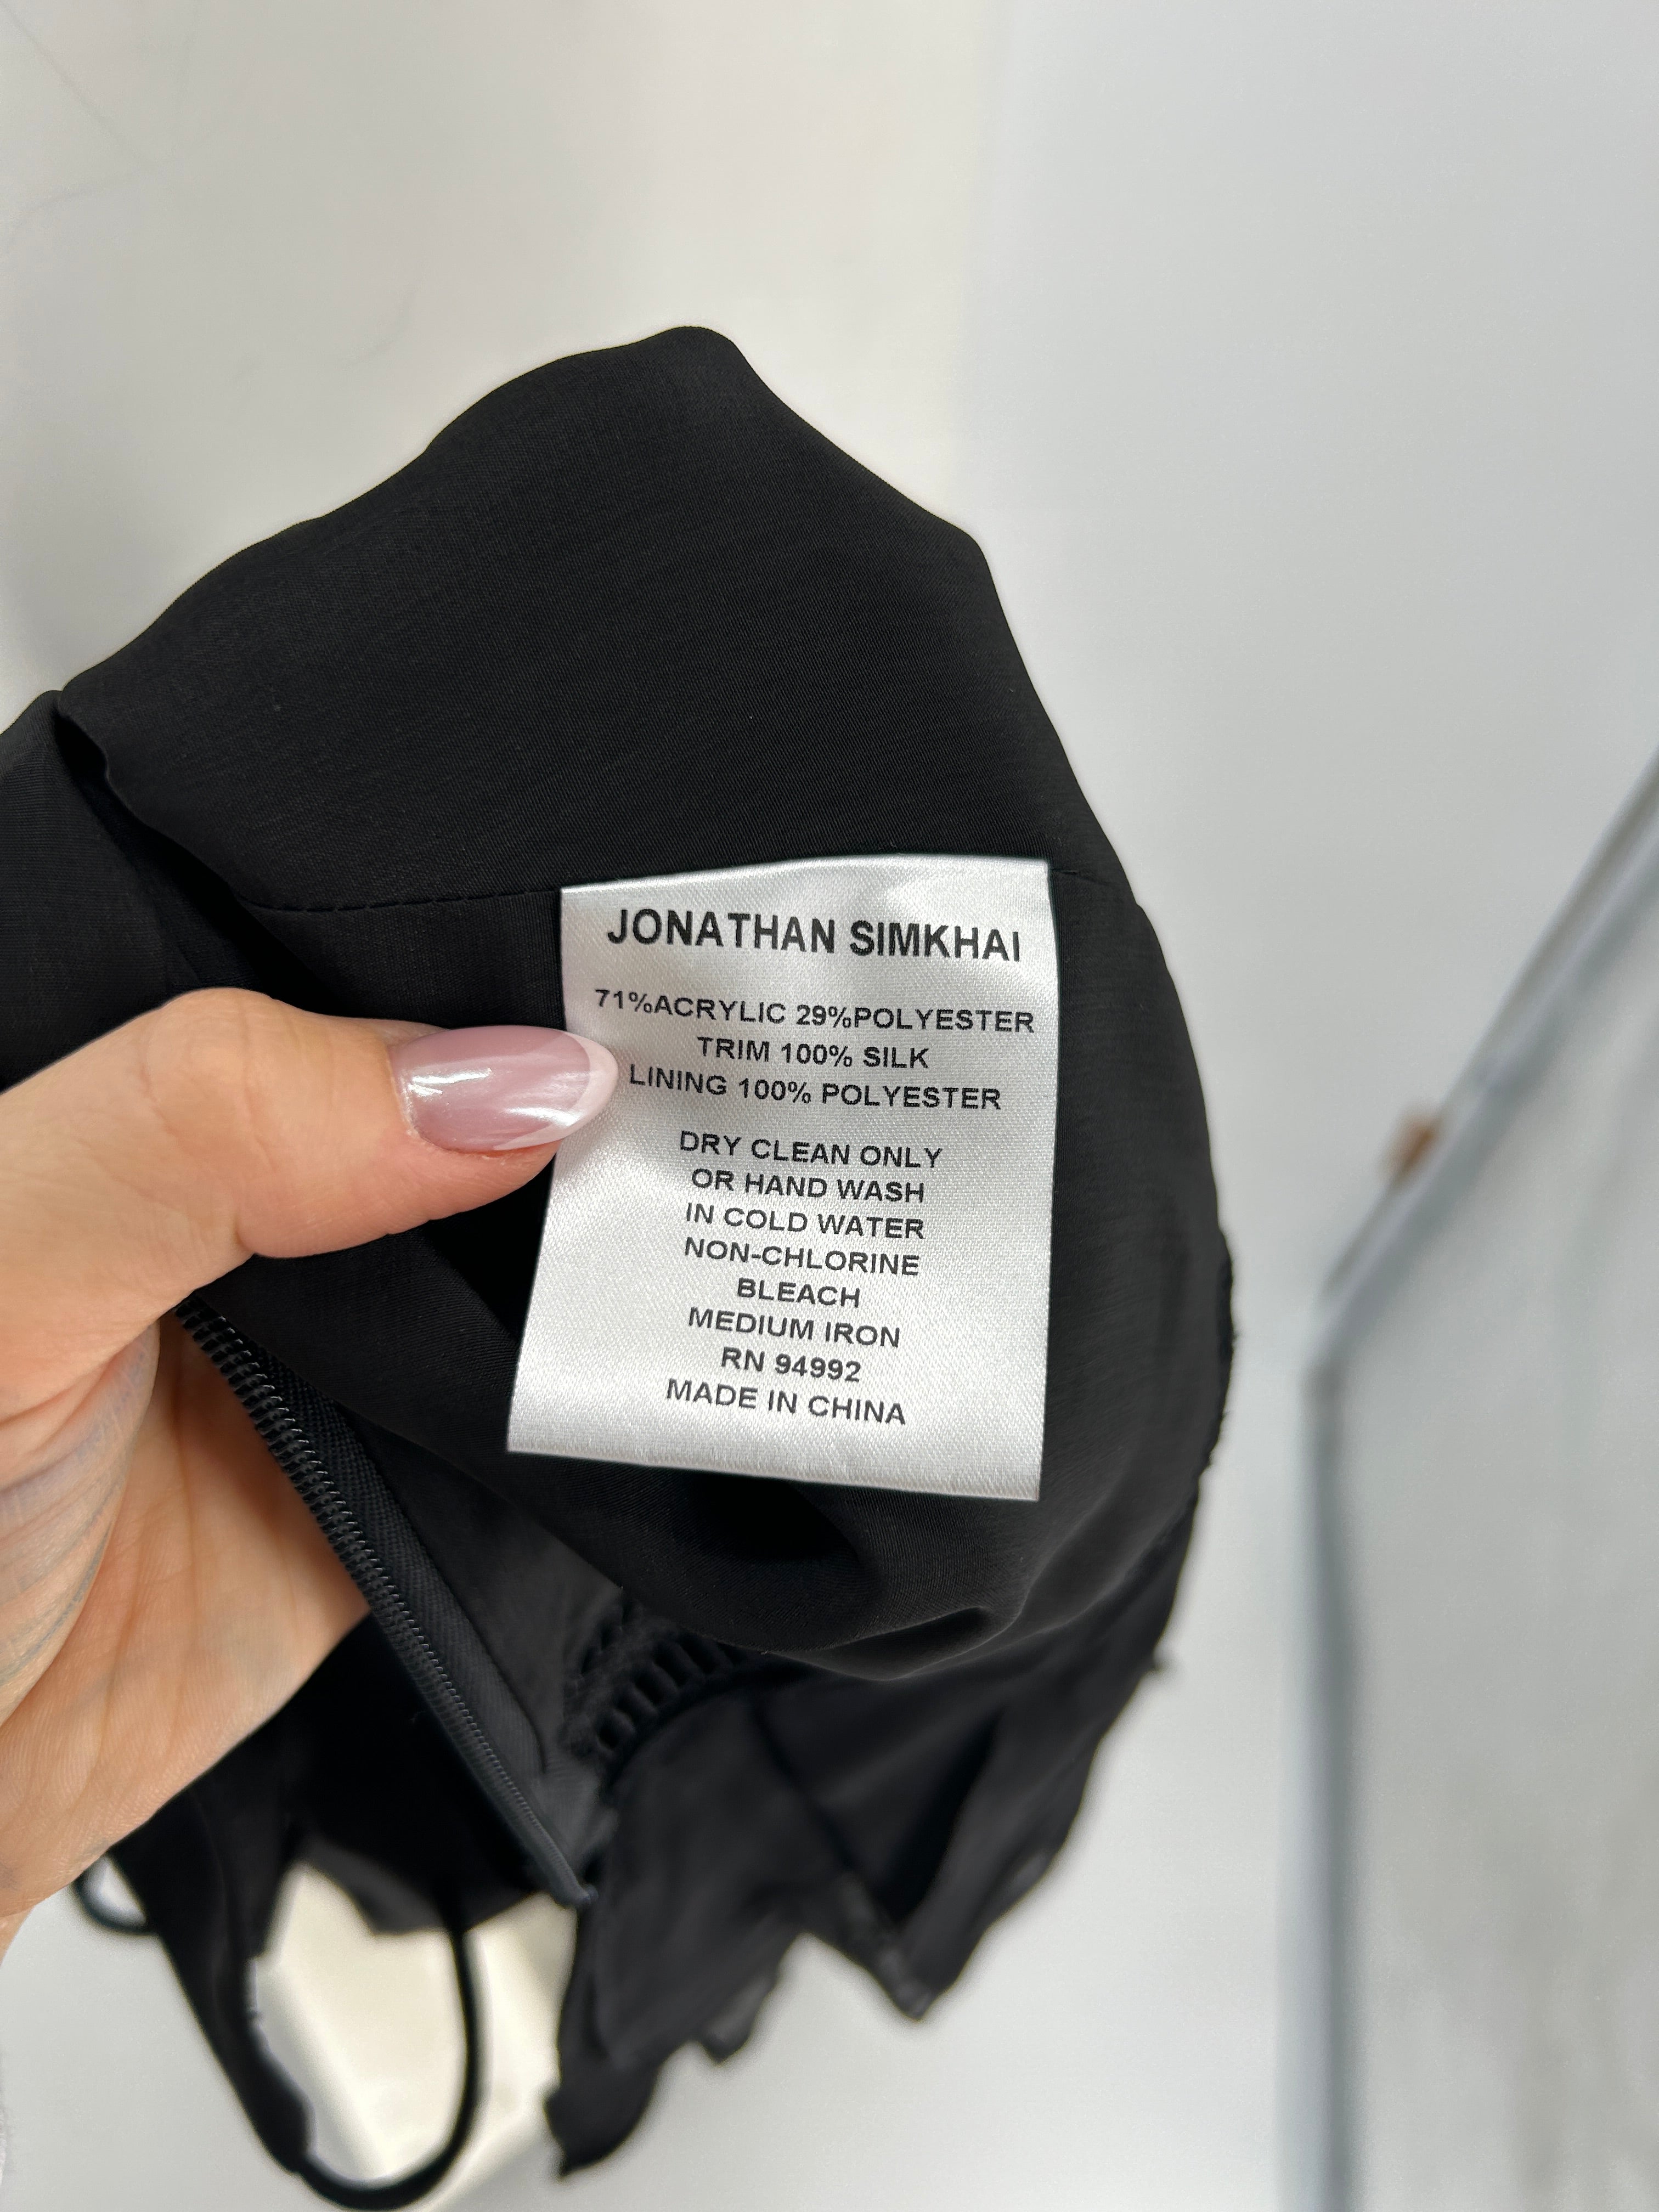 JONATHAN SIMKHAI
71%ACRYLIC 29%POLYESTER
TRIM 100% SILK
LINING 100% POLYESTER
DRY CLEAN ONLY
OR HAND WASH
IN COLD WATER
NON-CHLORINE
BLEACH
MEDIUM IRON
RN 94992
MADE IN CHINA